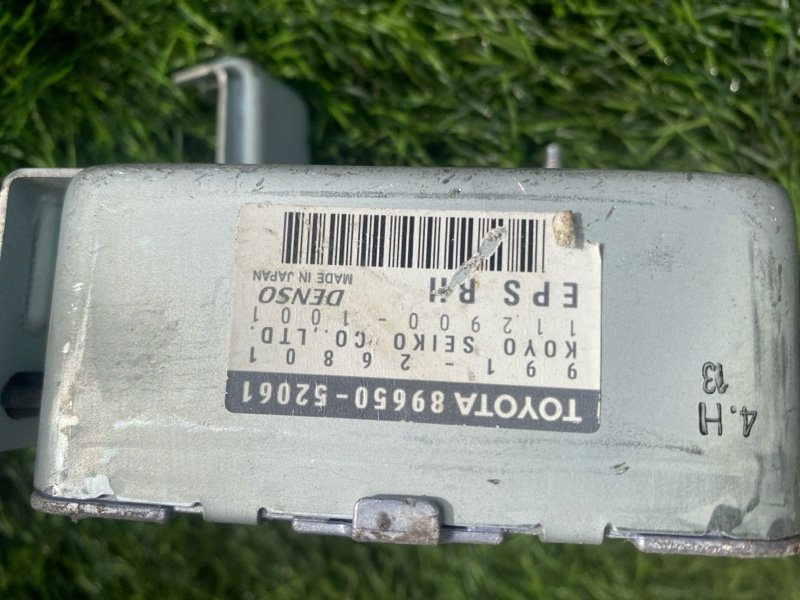 TOYOTA 89650-52061
991-26801
KOYO SEIKO CO.,LTD.
112900-1001
DENSO MADE IN JAPAN
EPS RH
4.H
13